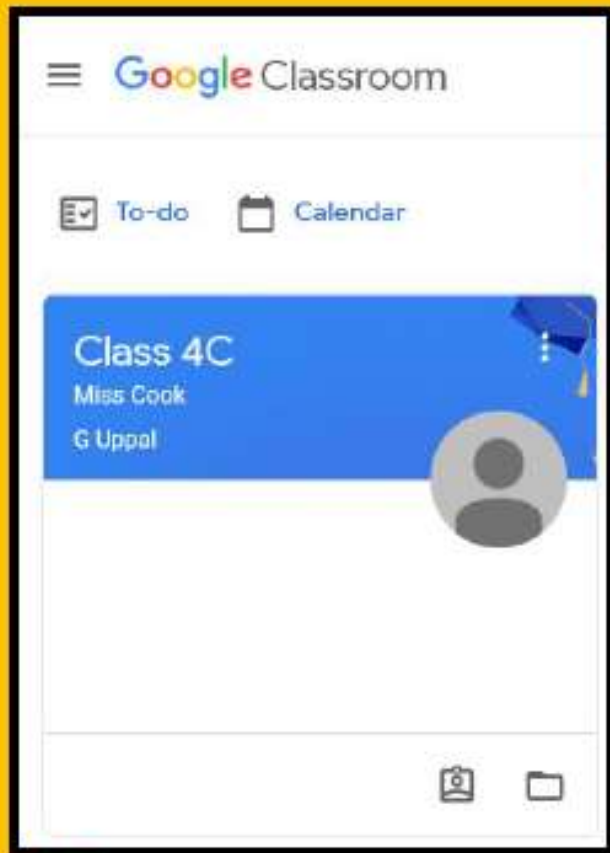 Google Classroom
To-do Calendar
Class 4C
Miss Cook
G Uppal